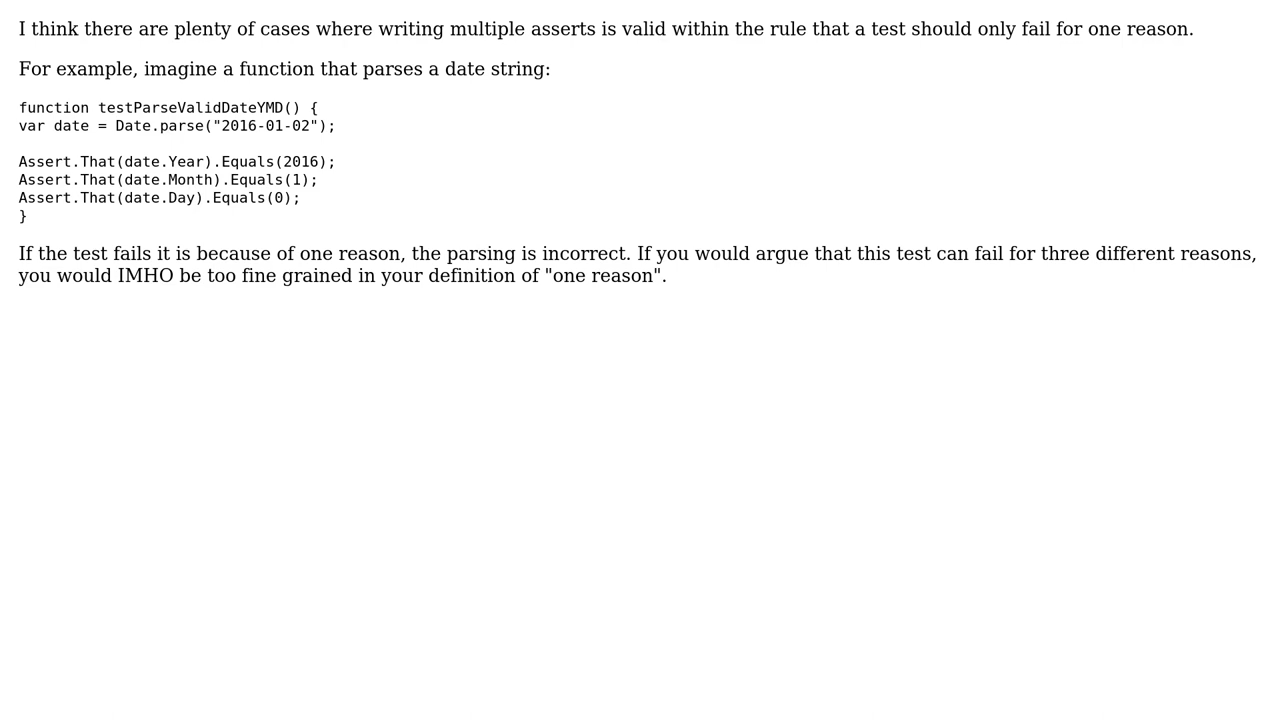 I think there are plenty of cases where writing multiple asserts is valid within the rule that a test should only fail for one reason.
For example, imagine a function that parses a date string:
function testParseValidDateYMD() {
var date = Date.parse("2016-01-02");
Assert.That(date.Year).Equals(2016);
Assert.That(date.Month).Equals(1);
Assert.That(date.Day).Equals(0);
}
If the test fails it is because of one reason, the parsing is incorrect. If you would argue that this test can fail for three different reasons,
you would IMHO be too fine grained in your definition of "one reason".